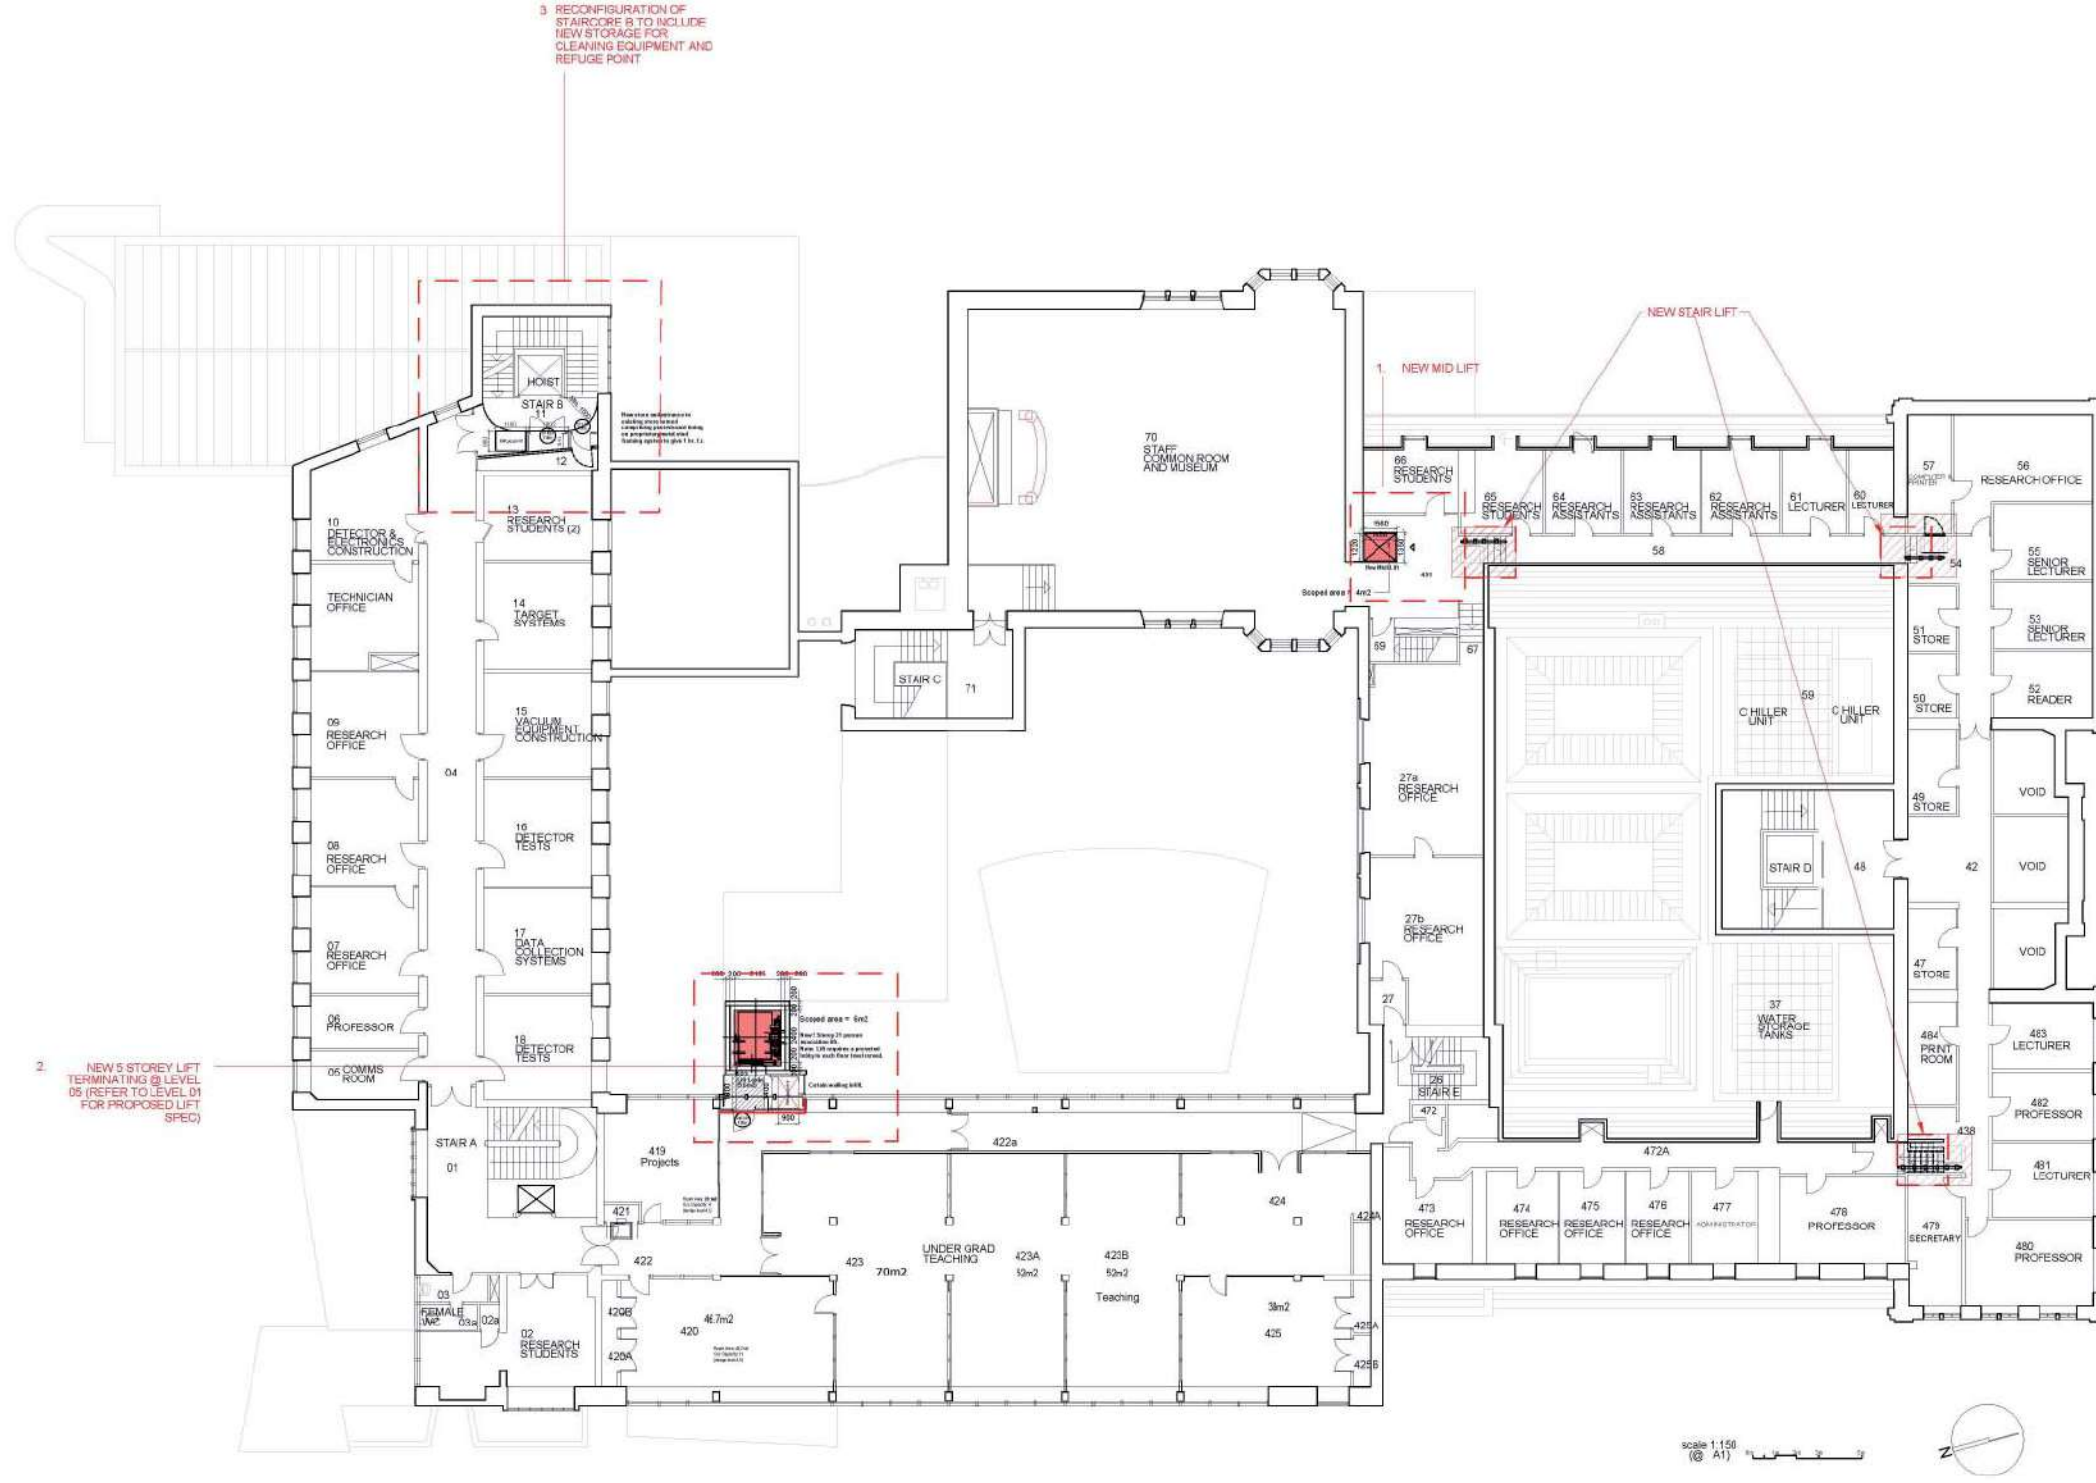 3 RECONFIGURATION OF
STAIRCORE B TO INCLUDE
NEW STORAGE FOR
CLEANING EQUIPMENT AND
REFUGE POINT
NEW STAIR LIFT
1. NEW MID LIFT
HOIST
STAIR B
11
12
70
STAFF
COMMON ROOM
AND MUSEUM
66
RESEARCH
STUDENTS
65
RESEARCH
STUDENTS
64
RESEARCH
ASSISTANTS
63
RESEARCH
ASSISTANTS
62
RESEARCH
ASSISTANTS
61
LECTURER
60
LECTURER
57
56
RESEARCH OFFICE
10
DETECTOR &
ELECTRONICS
CONSTRUCTION
13
RESEARCH
STUDENTS (2)
1560
1220
1350
58
54
55
SENIOR
LECTURER
Scoped area = 4m2
TECHNICIAN
OFFICE
14
TARGET
SYSTEMS
69
67
51
STORE
53
SENIOR
LECTURER
STAIR C
71
59
50
STORE
52
READER
09
RESEARCH
OFFICE
15
VACUUM
EQUIPMENT
CONSTRUCTION
CHILLER
UNIT
CHILLER
UNIT
04
27a
RESEARCH
OFFICE
49
STORE
VOID
08
RESEARCH
OFFICE
16
DETECTOR
TESTS
STAIR D
48
42
VOID
07
RESEARCH
OFFICE
17
DATA
COLLECTION
SYSTEMS
27b
RESEARCH
OFFICE
47
STORE
VOID
06
PROFESSOR
27
37
WATER
STORAGE
TANKS
Scoped area = 6m2
484
PRINT
ROOM
483
LECTURER
18
DETECTOR
TESTS
05 COMMS
ROOM
2. NEW 5 STOREY LIFT
TERMINATING @ LEVEL
05 (REFER TO LEVEL 01
FOR PROPOSED LIFT
SPEC)
Curtain walling infill.
900
26
STAIR E
472
482
PROFESSOR
438
STAIR A
01
419
Projects
422a
472A
481
LECTURER
421
422
423
70m2
UNDER GRAD
TEACHING
423A
52m2
423B
52m2
Teaching
424
424A
473
RESEARCH
OFFICE
474
RESEARCH
OFFICE
475
RESEARCH
OFFICE
476
RESEARCH
OFFICE
477
ADMINISTRATOR
478
PROFESSOR
479
SECRETARY
480
PROFESSOR
03
FEMALE
WC
03a
02a
02
RESEARCH
STUDENTS
420B
420A
46.7m2
420
38m2
425
425A
425B
scale 1:150
(@ A1)
Z